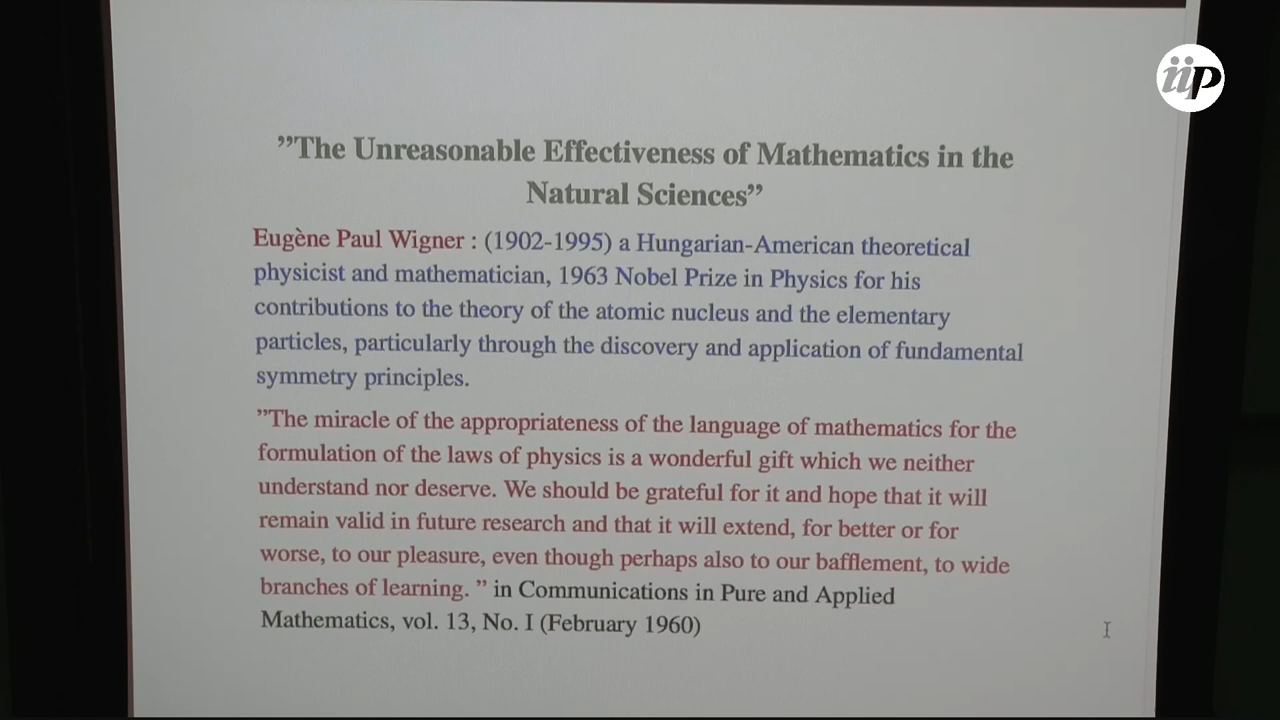 iip
”The Unreasonable Effectiveness of Mathematics in the
Natural Sciences”
Eugène Paul Wigner : (1902-1995) a Hungarian-American theoretical
physicist and mathematician, 1963 Nobel Prize in Physics for his
contributions to the theory of the atomic nucleus and the elementary
particles, particularly through the discovery and application of fundamental
symmetry principles.
”The miracle of the appropriateness of the language of mathematics for the
formulation of the laws of physics is a wonderful gift which we neither
understand nor deserve. We should be grateful for it and hope that it will
remain valid in future research and that it will extend, for better or for
worse, to our pleasure, even though perhaps also to our bafflement, to wide
branches of learning. ” in Communications in Pure and Applied
Mathematics, vol. 13, No. I (February 1960)